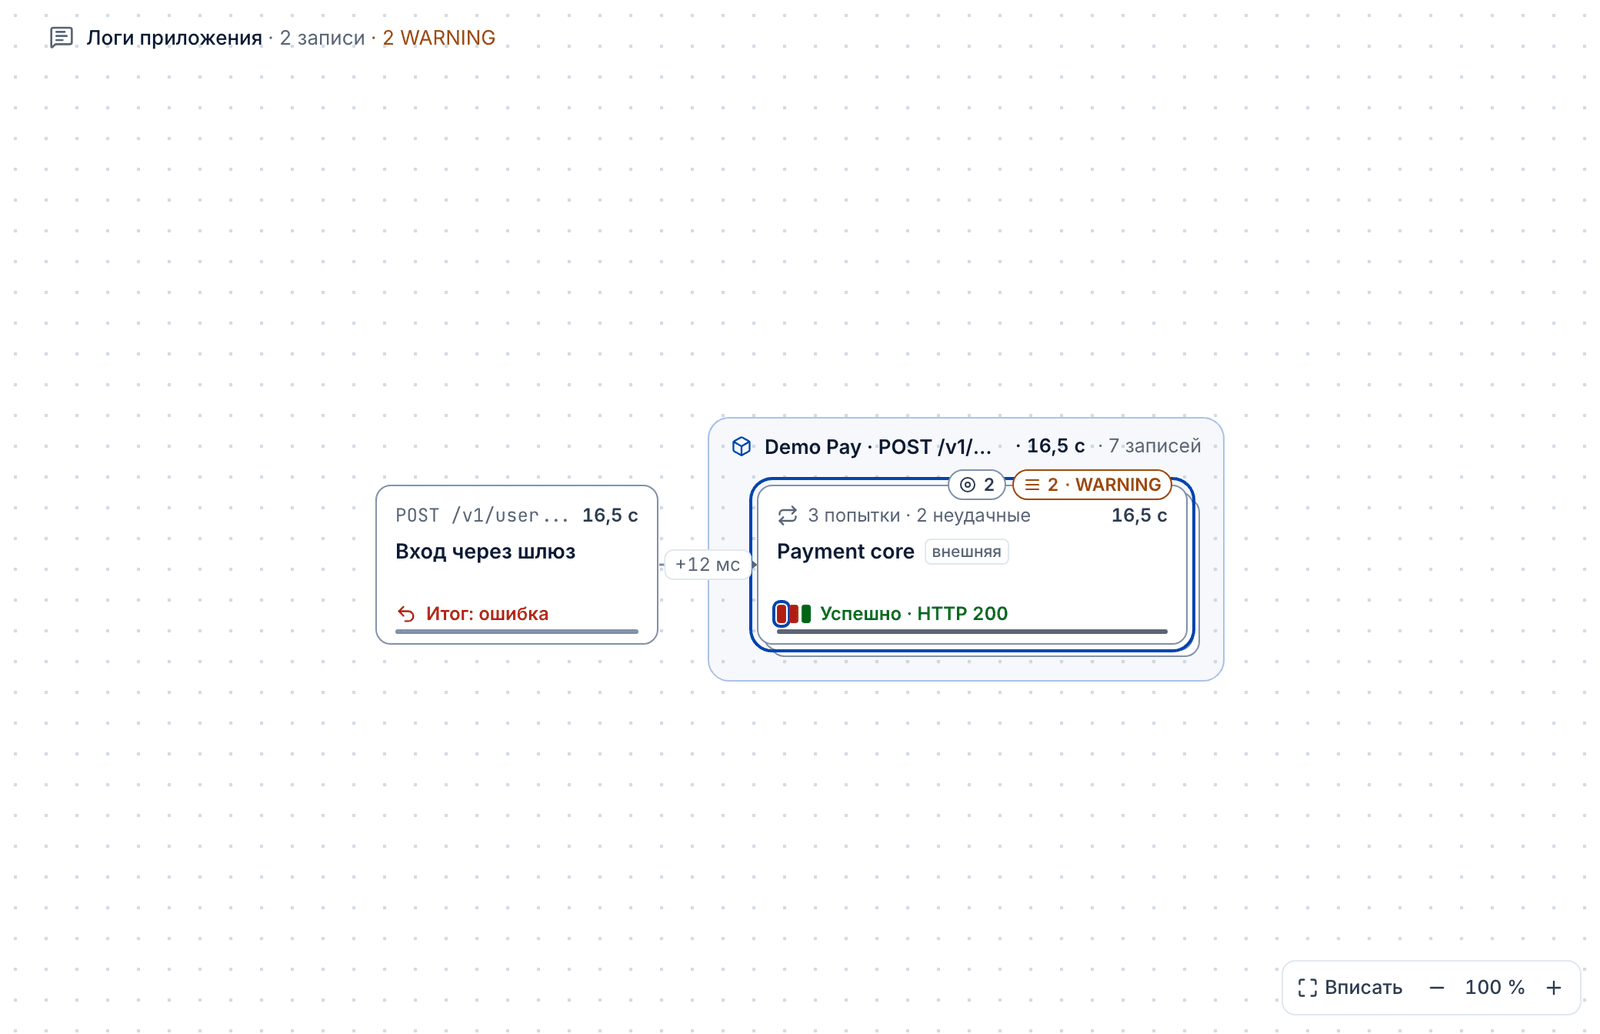 Логи приложения · 2 записи · 2 WARNING
Demo Pay · POST /v1/... · 16,5 с · 7 записей
2
2 · WARNING
POST /v1/user... 16,5 с
Вход через шлюз
Итог: ошибка
+12 мс
3 попытки · 2 неудачные 16,5 с
Payment core внешняя
Успешно · HTTP 200
Вписать − 100 % +